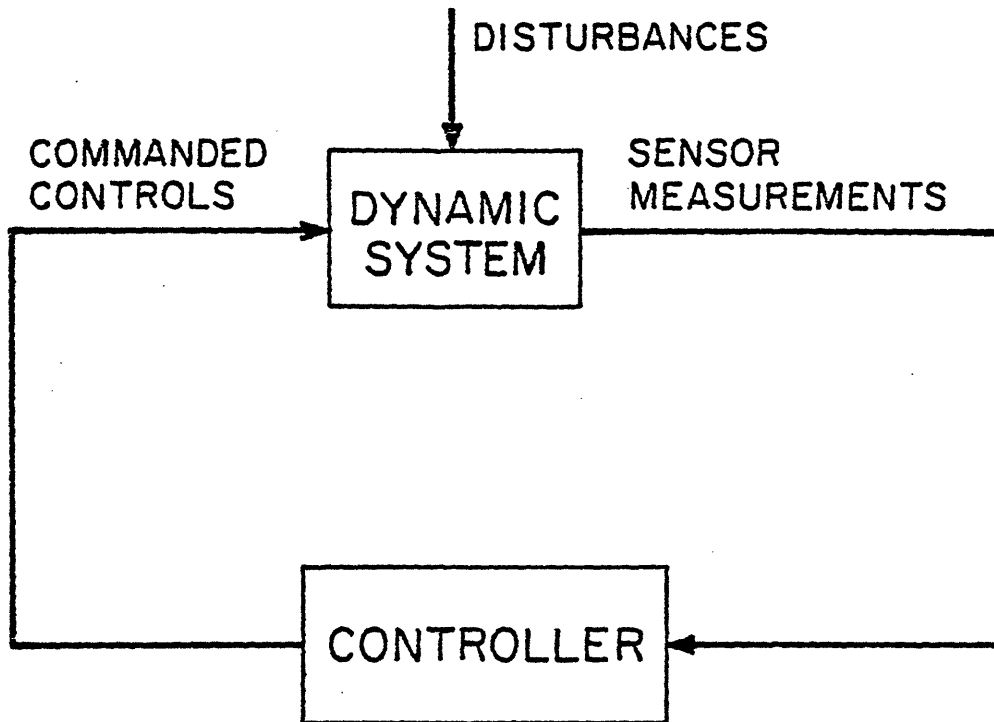 DISTURBANCES
COMMANDED
CONTROLS
DYNAMIC
SYSTEM
SENSOR
MEASUREMENTS
CONTROLLER